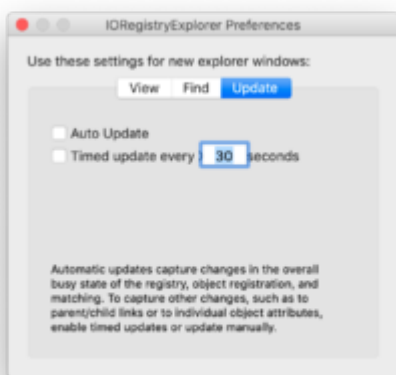 IORegistryExplorer Preferences
Use these settings for new explorer windows:
View Find Update
Auto Update
Timed update every 30 seconds
Automatic updates capture changes in the overall
busy state of the registry, object registration, and
matching. To capture other changes, such as to
parent/child links or to individual object attributes,
enable timed updates or update manually.